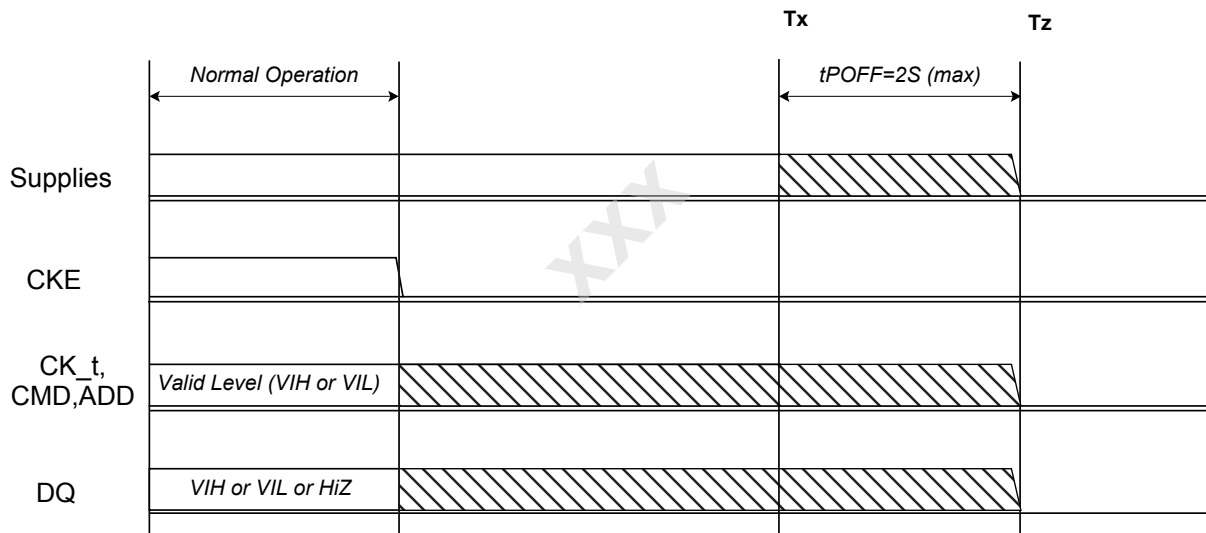 Tx
Tz
Normal Operation
tPOFF=2S (max)
Supplies
XXX
CKE
CK_t,
CMD,ADD
Valid Level (VIH or VIL)
DQ
VIH or VIL or HiZ